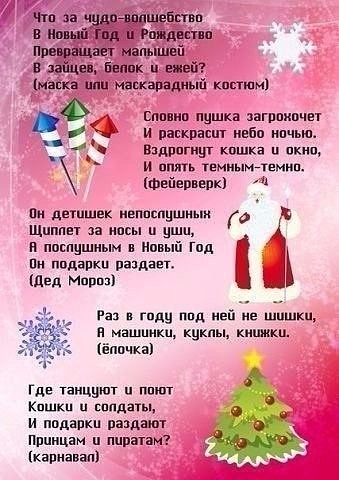 Что за чудо-волшебство
В Новый Год и Рождество
Превращает малышей
В зайцев, белок и ежей?
(маска или маскарадный костюм)
Словно пушка загрохочет
И раскрасит небо ночью.
Вздрогнут кошка и окно,
И опять темным-темно.
(фейерверк)
Он детишек непослушных
Щиплет за носы и уши,
А послушным в Новый Год
Он подарки раздает.
(Дед Мороз)
Раз в году под ней не шишки,
А машинки, куклы, книжки.
(ёлочка)
Где танцуют и поют
Кошки и солдаты,
И подарки раздают
Принцам и пиратам?
(карнавал)